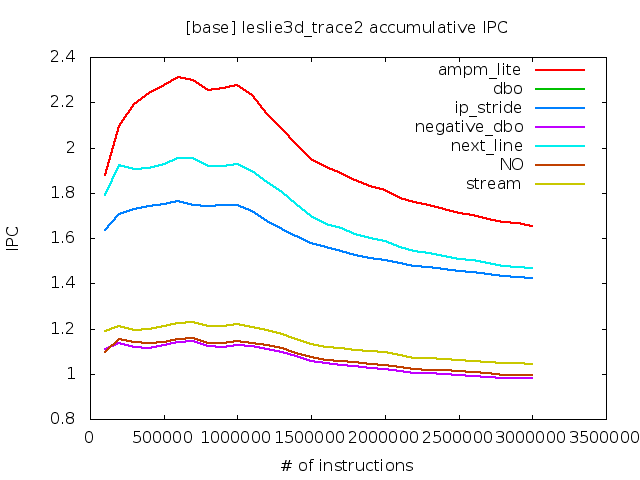 [base] leslie3d_trace2 accumulative IPC
2.4
2.2
2
1.8
1.6
1.4
1.2
1
0.8
IPC
ampm_lite
dbo
ip_stride
negative_dbo
next_line
NO
stream
0 500000 1000000 1500000 2000000 2500000 3000000 3500000
# of instructions